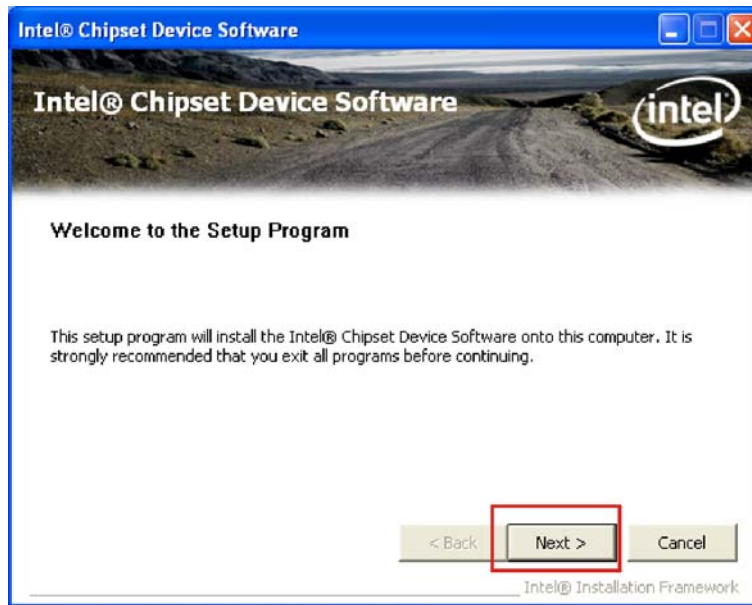 Intel® Chipset Device Software
Intel® Chipset Device Software
intel
Welcome to the Setup Program
This setup program will install the Intel® Chipset Device Software onto this computer. It is
strongly recommended that you exit all programs before continuing.
< Back Next > Cancel
Intel® Installation Framework